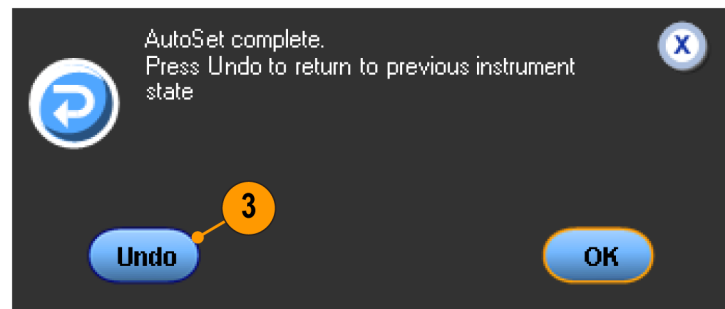 AutoSet complete.
Press Undo to return to previous instrument
state
X
3
Undo
OK